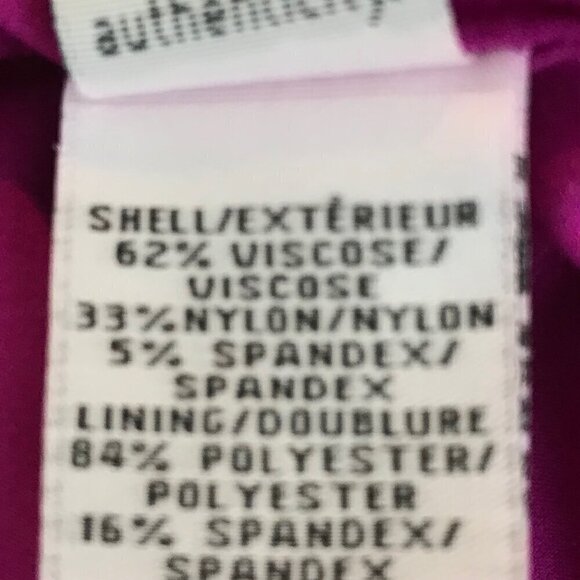 authenticity
SHELL/EXTÉRIEUR
62% VISCOSE/
VISCOSE
33%NYLON/NYLON
5% SPANDEX/
SPANDEX
LINING/DOUBLURE
84% POLYESTER/
POLYESTER
16% SPANDEX/
SPANDEX